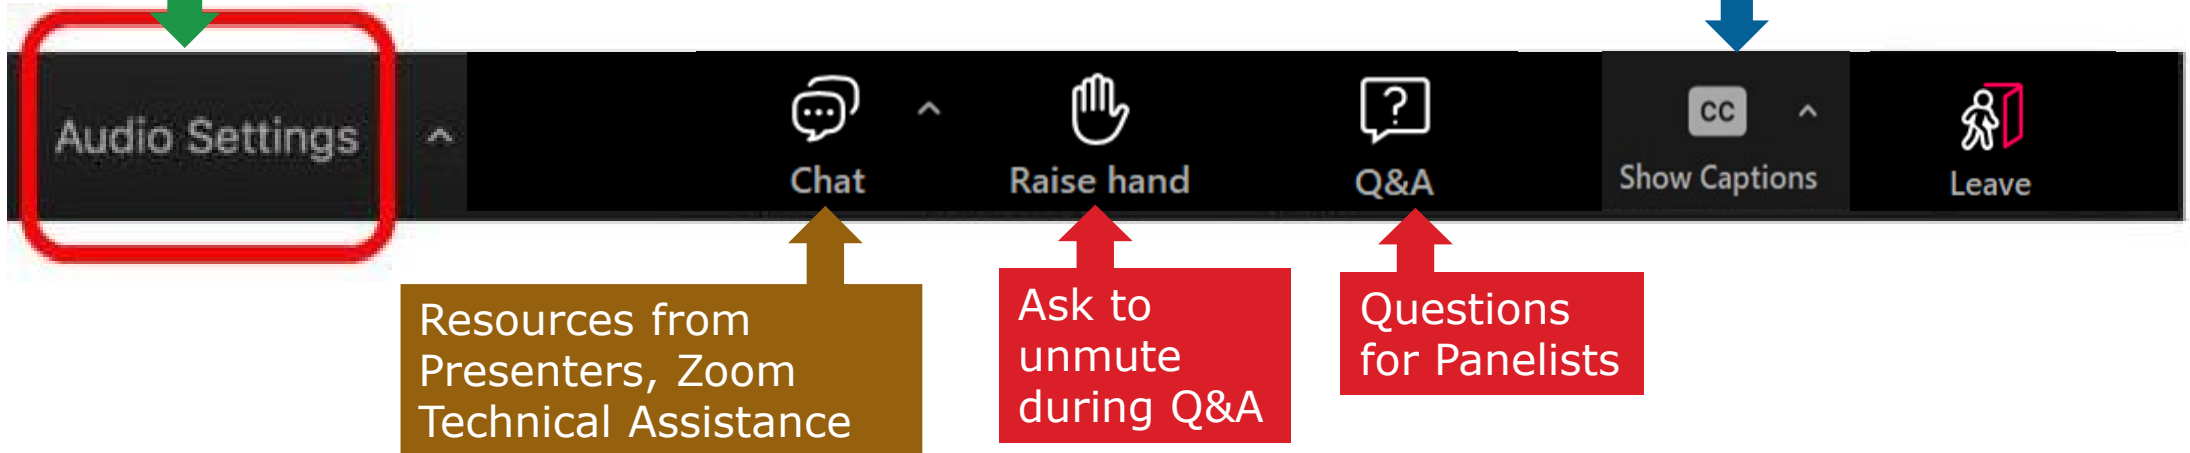 Audio Settings
Chat
Raise hand
?
Q&A
CC
Show Captions
Leave
Resources from
Presenters, Zoom
Technical Assistance
Ask to
unmute
during Q&A
Questions
for Panelists